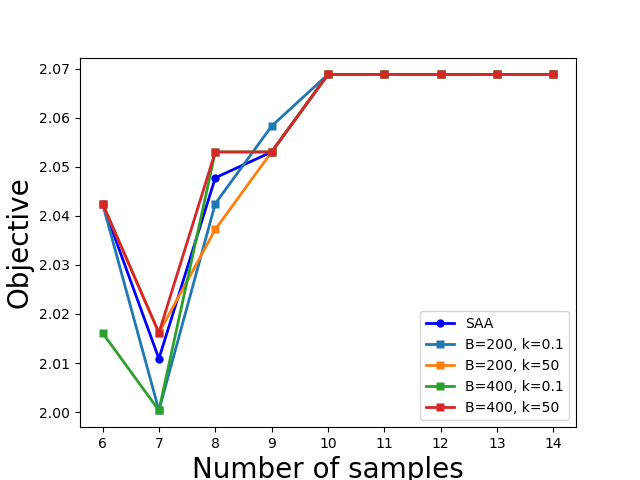 2.07
2.06
2.05
2.04
2.03
2.02
2.01
2.00
Objective
SAA
B=200, k=0.1
B=200, k=50
B=400, k=0.1
B=400, k=50
6 7 8 9 10 11 12 13 14
Number of samples